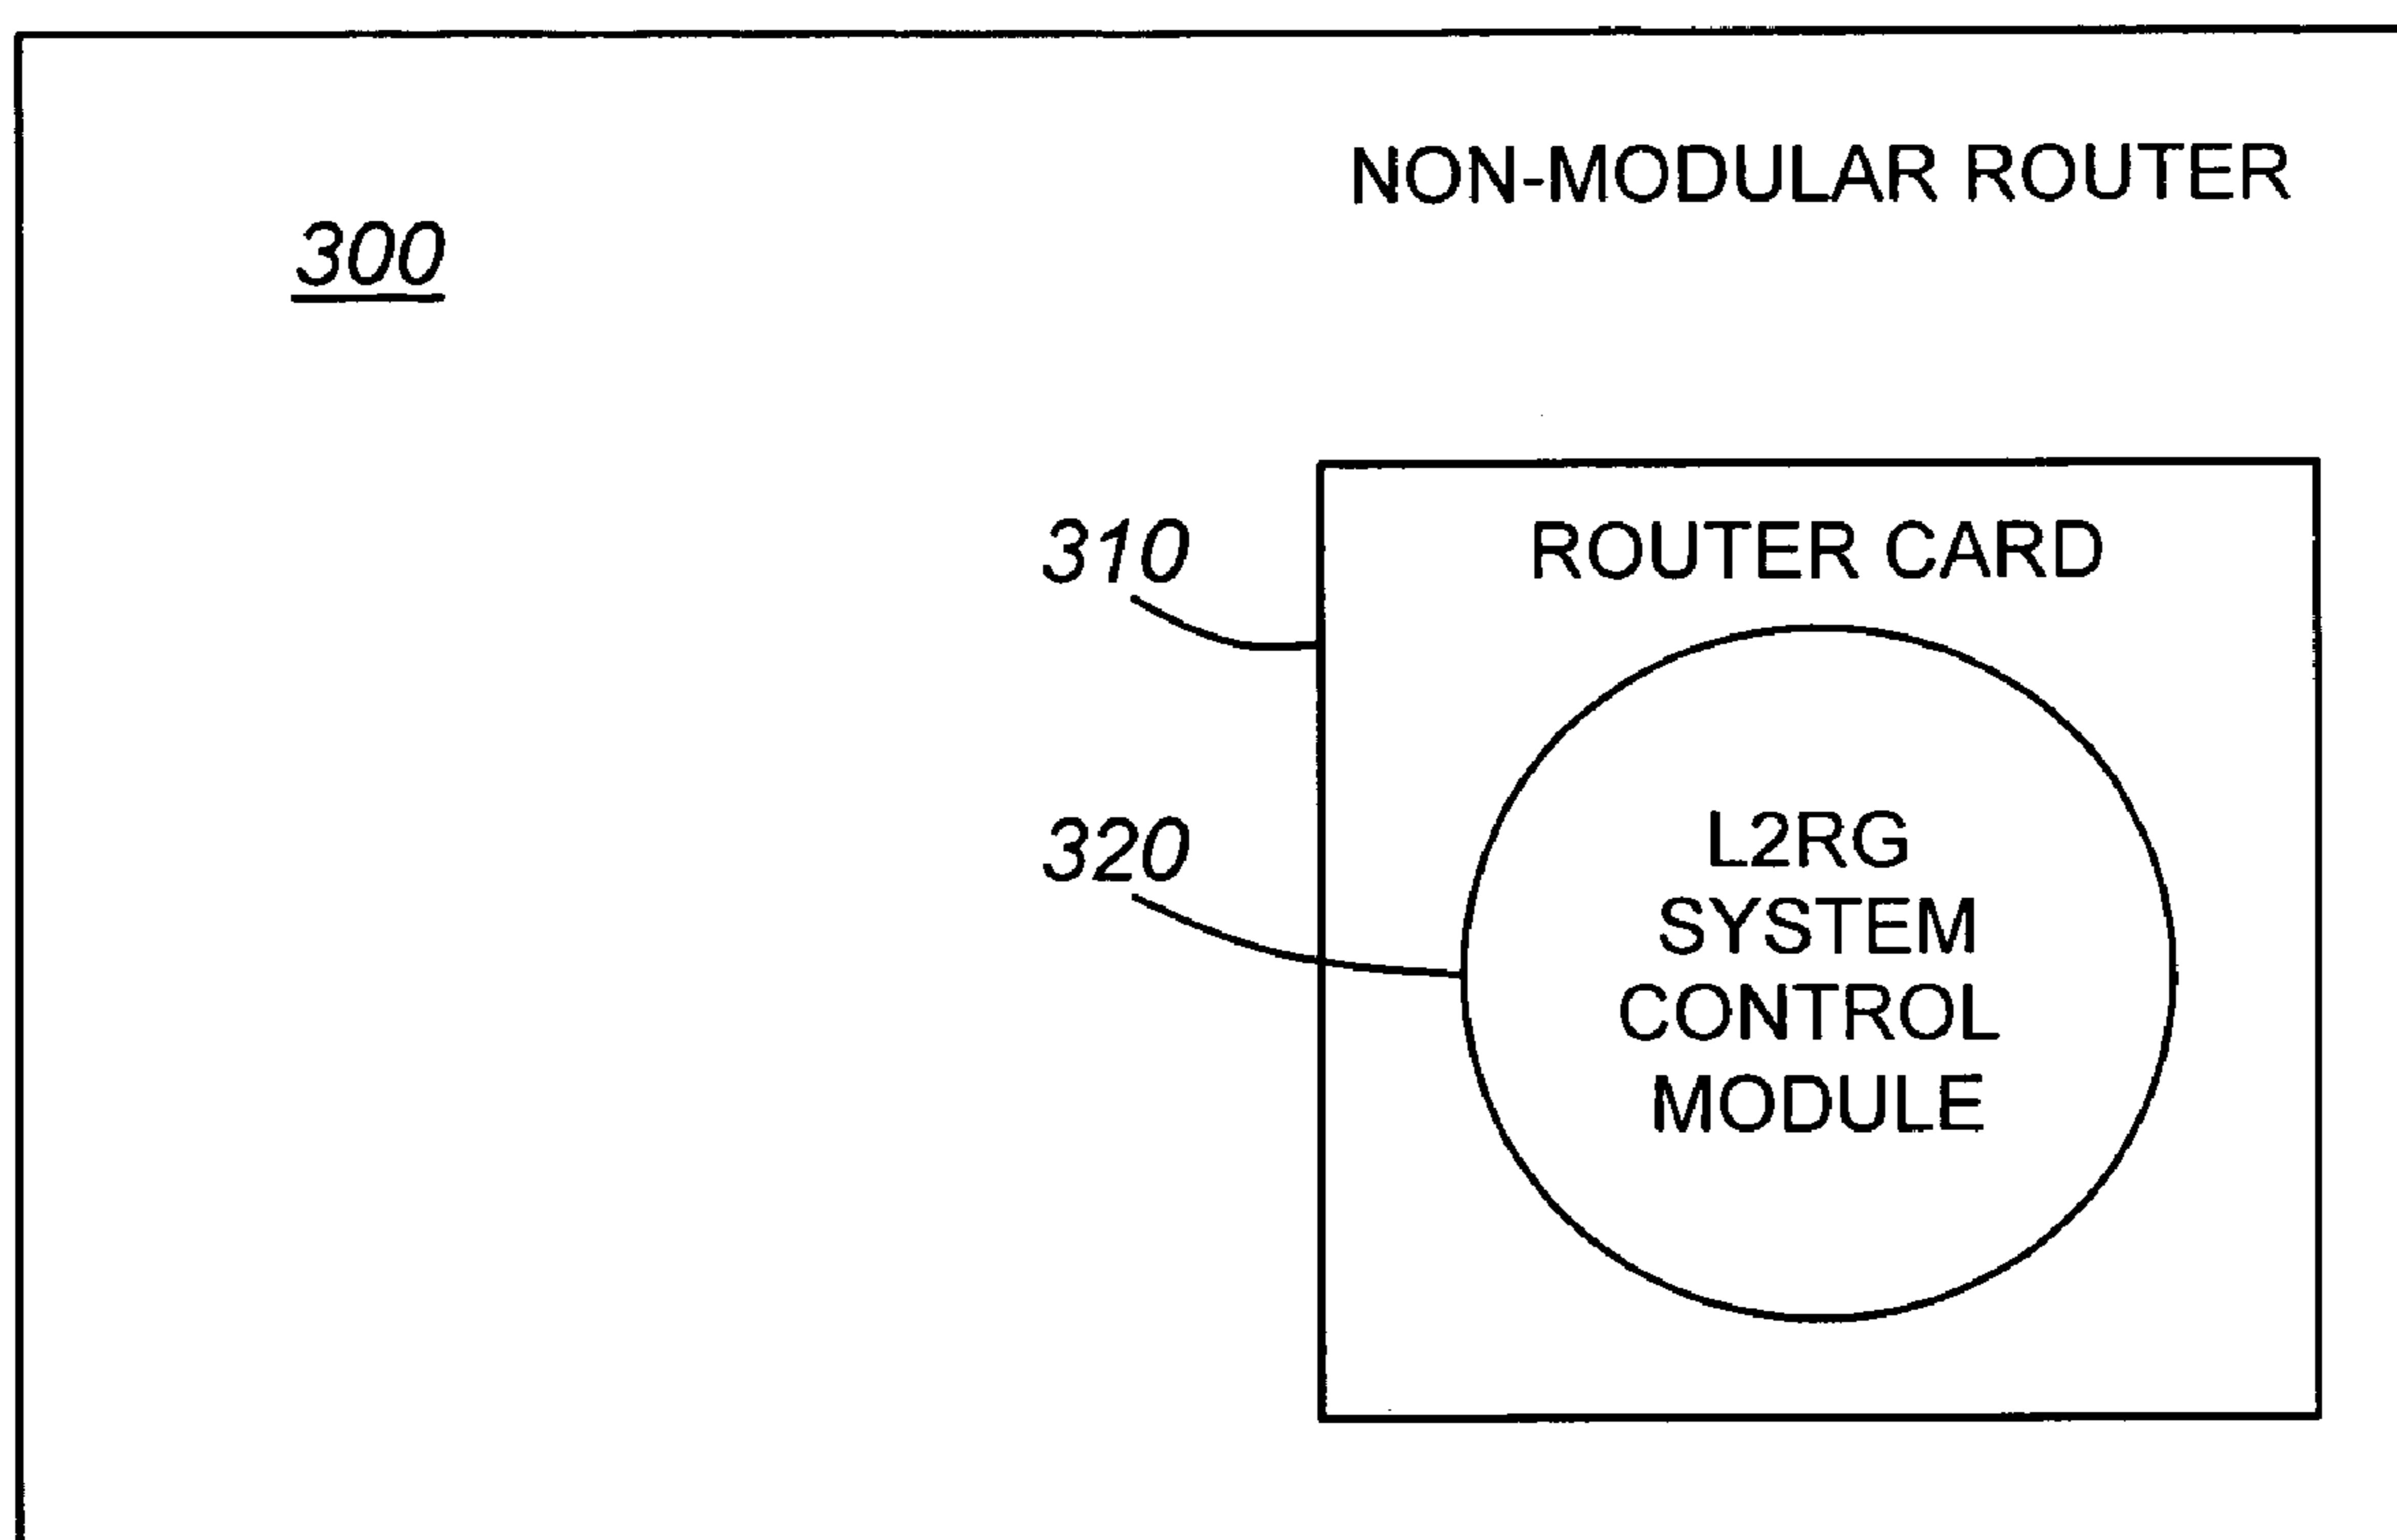 NON-MODULAR ROUTER
300
310
ROUTER CARD
320
L2RG
SYSTEM
CONTROL
MODULE